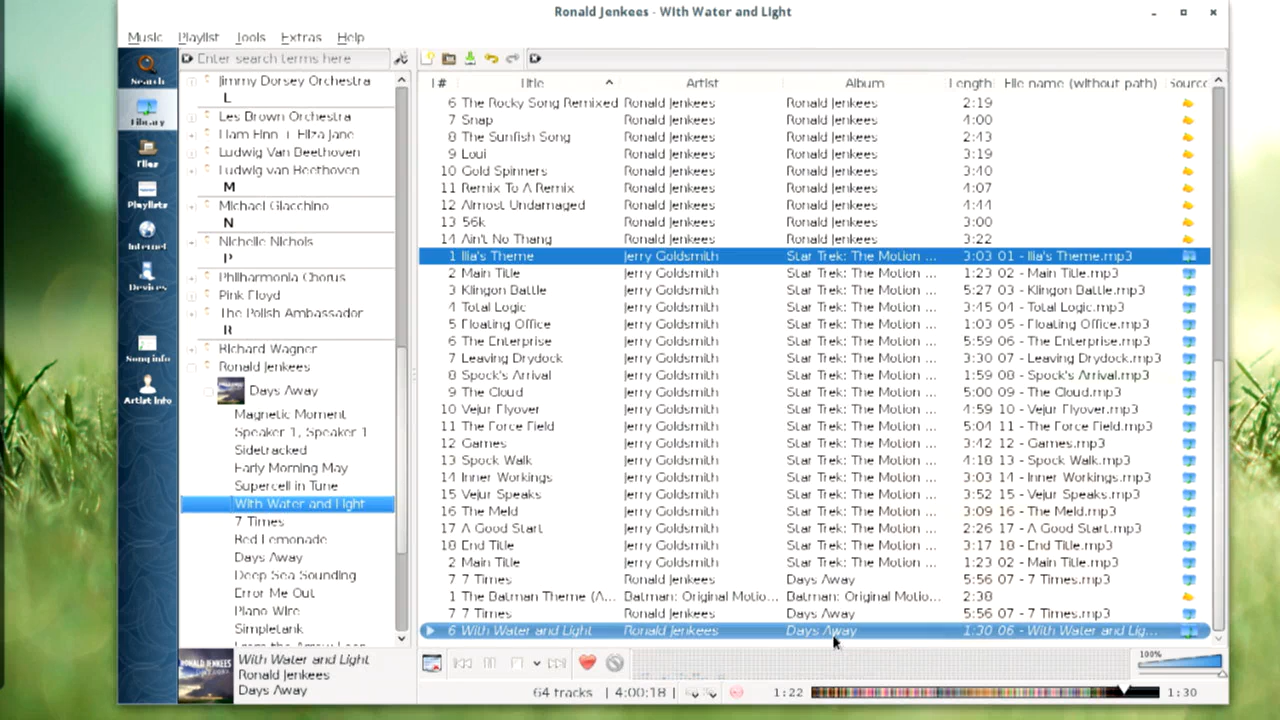 Ronald Jenkees - With Water and Light
Music Playlist Tools Extras Help
Enter search terms here
Search
Library
Files
Playlists
Internet
Devices
Song info
Artist info
Jimmy Dorsey Orchestra
L
Les Brown Orchestra
Liam Finn + Eliza Jane
Ludwig Van Beethoven
Ludwig van Beethoven
M
Michael Giacchino
N
Nichelle Nichols
P
Philharmonia Chorus
Pink Floyd
The Polish Ambassador
R
Richard Wagner
Ronald Jenkees
Days Away
Magnetic Moment
Speaker 1, Speaker 1
Sidetracked
Early Morning May
Supercell in Tune
With Water and Light
7 Times
Red Lemonade
Days Away
Deep Sea Sounding
Error Me Out
Piano Wire
Simpletank
# Title Artist Album Length File name (without path) Source
6 The Rocky Song Remixed Ronald Jenkees Ronald Jenkees 2:19
7 Snap Ronald Jenkees Ronald Jenkees 4:00
8 The Sunfish Song Ronald Jenkees Ronald Jenkees 2:43
9 Loui Ronald Jenkees Ronald Jenkees 3:19
10 Gold Spinners Ronald Jenkees Ronald Jenkees 3:40
11 Remix To A Remix Ronald Jenkees Ronald Jenkees 4:07
12 Almost Undamaged Ronald Jenkees Ronald Jenkees 4:44
13 56k Ronald Jenkees Ronald Jenkees 3:00
14 Ain't No Thang Ronald Jenkees Ronald Jenkees 3:22
1 Ilia's Theme Jerry Goldsmith Star Trek: The Motion ... 3:03 01 - Ilia's Theme.mp3
2 Main Title Jerry Goldsmith Star Trek: The Motion ... 1:23 02 - Main Title.mp3
3 Klingon Battle Jerry Goldsmith Star Trek: The Motion ... 5:27 03 - Klingon Battle.mp3
4 Total Logic Jerry Goldsmith Star Trek: The Motion ... 3:45 04 - Total Logic.mp3
5 Floating Office Jerry Goldsmith Star Trek: The Motion ... 1:03 05 - Floating Office.mp3
6 The Enterprise Jerry Goldsmith Star Trek: The Motion ... 5:59 06 - The Enterprise.mp3
7 Leaving Drydock Jerry Goldsmith Star Trek: The Motion ... 3:30 07 - Leaving Drydock.mp3
8 Spock's Arrival Jerry Goldsmith Star Trek: The Motion ... 1:59 08 - Spock's Arrival.mp3
9 The Cloud Jerry Goldsmith Star Trek: The Motion ... 5:00 09 - The Cloud.mp3
10 Vejur Flyover Jerry Goldsmith Star Trek: The Motion ... 4:59 10 - Vejur Flyover.mp3
11 The Force Field Jerry Goldsmith Star Trek: The Motion ... 5:04 11 - The Force Field.mp3
12 Games Jerry Goldsmith Star Trek: The Motion ... 3:42 12 - Games.mp3
13 Spock Walk Jerry Goldsmith Star Trek: The Motion ... 4:18 13 - Spock Walk.mp3
14 Inner Workings Jerry Goldsmith Star Trek: The Motion ... 3:03 14 - Inner Workings.mp3
15 Vejur Speaks Jerry Goldsmith Star Trek: The Motion ... 3:52 15 - Vejur Speaks.mp3
16 The Meld Jerry Goldsmith Star Trek: The Motion ... 3:09 16 - The Meld.mp3
17 A Good Start Jerry Goldsmith Star Trek: The Motion ... 2:26 17 - A Good Start.mp3
18 End Title Jerry Goldsmith Star Trek: The Motion ... 3:17 18 - End Title.mp3
2 Main Title Jerry Goldsmith Star Trek: The Motion ... 1:23 02 - Main Title.mp3
7 7 Times Ronald Jenkees Days Away 5:56 07 - 7 Times.mp3
1 The Batman Theme (A... Batman: Original Motio... Batman: Original Motio... 2:38
7 7 Times Ronald Jenkees Days Away 5:56 07 - 7 Times.mp3
6 With Water and Light Ronald Jenkees Days Away 1:30 06 - With Water and Lig...
With Water and Light
Ronald Jenkees
Days Away
100%
64 tracks | 4:00:18 | 1:22 1:30